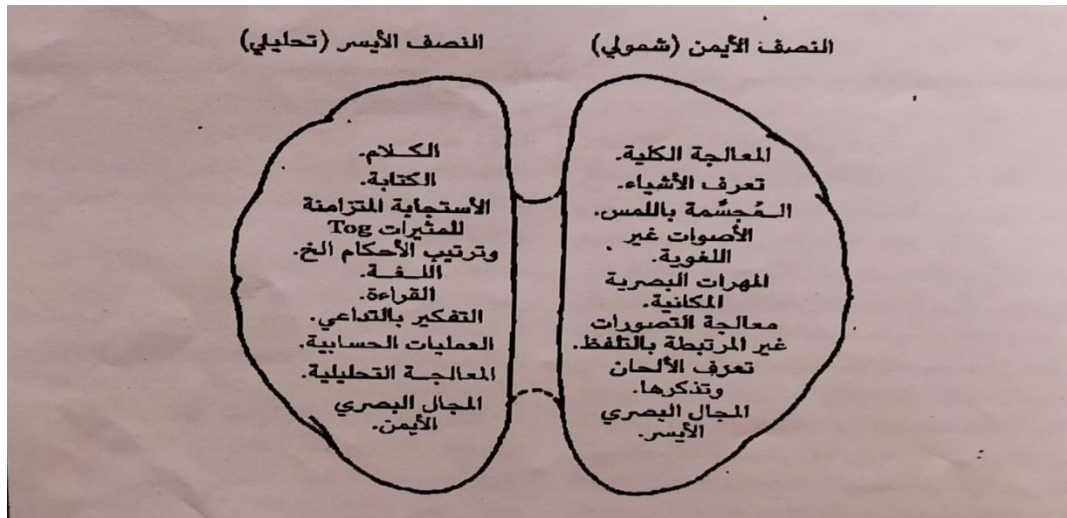 النصف الأيمن (شمولي)
المعالجة الكلية.
تعرف الأشياء.
المُجسَّمة باللمس.
الأصوات غير
اللغوية.
المهرات البصرية
المكانية.
معالجة التصورات
غير المرتبطة بالتلفظ.
تعرف الألحان
وتذكرها.
المجال البصري
الأيسر.
النصف الأيسر (تحليلي)
الكلام.
الكتابة.
الأستجابة المتزامنة
للمثيرات Tog
وترتيب الأحكام الخ.
اللغة.
القراءة.
التفكير بالتداعي.
العمليات الحسابية.
المعالجة التحليلية.
المجال البصري
الأيمن.